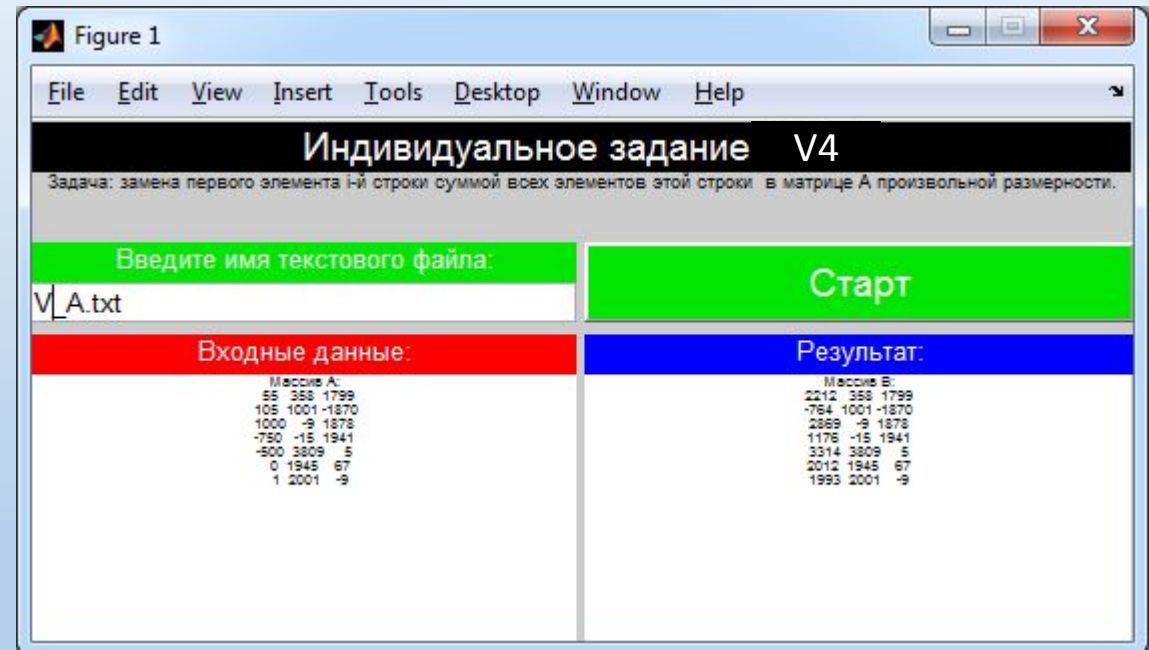 Figure 1
File Edit View Insert Tools Desktop Window Help
Индивидуальное задание V4
Задача: замена первого элемента i-й строки суммой всех элементов этой строки в матрице А произвольной размерности.
Введите имя текстового файла:
Старт
V_A.txt
Входные данные:
Массив А:
55 358 1799
105 1001 -1870
1000 -9 1878
-750 -15 1941
-500 3809 5
0 1945 67
1 2001 -9
Результат:
Массив В:
2212 358 1799
-764 1001 -1870
2869 -9 1878
1176 -15 1941
3314 3809 5
2012 1945 67
1993 2001 -9